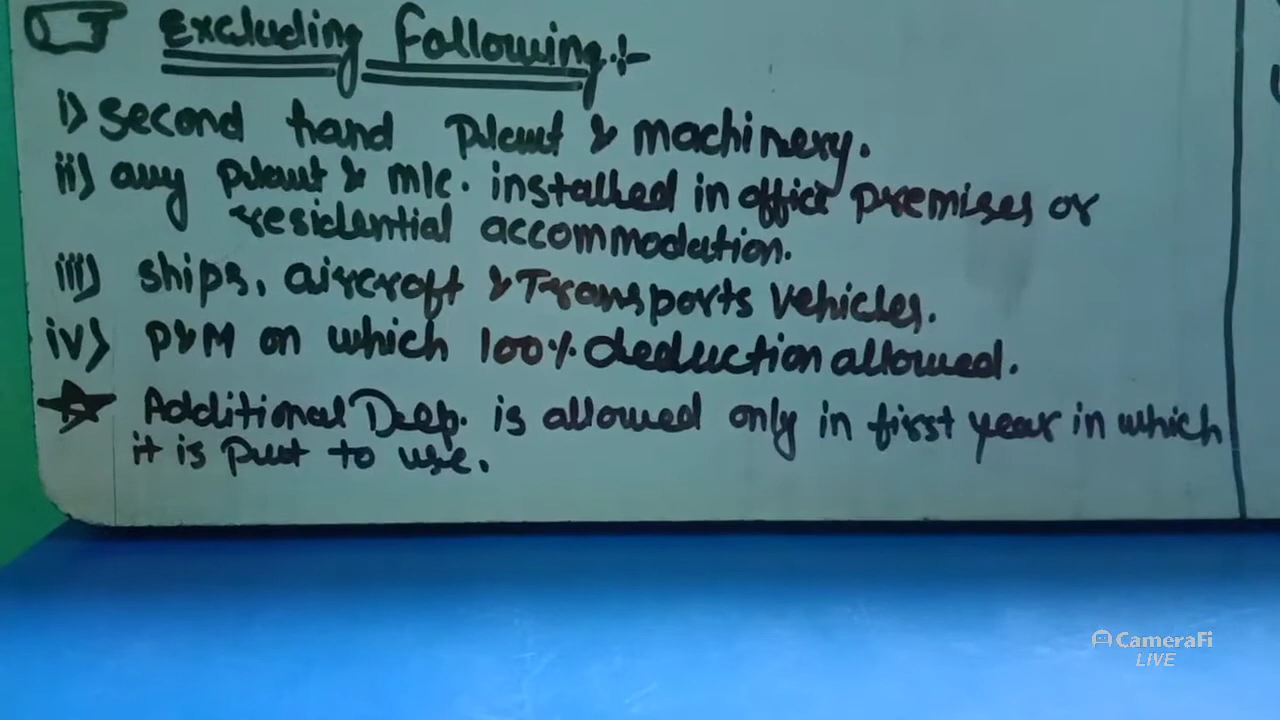 Excluding Following:-
i) second hand Plant & machinery.
ii) any plant & m/c. installed in office premises or
residential accommodation.
iii) ships, aircroft & Transports vehicles.
iv) P&M on which 100% deduction allowed.
Additional Dep. is allowed only in first year in which
it is put to use.
CameraFi
LIVE